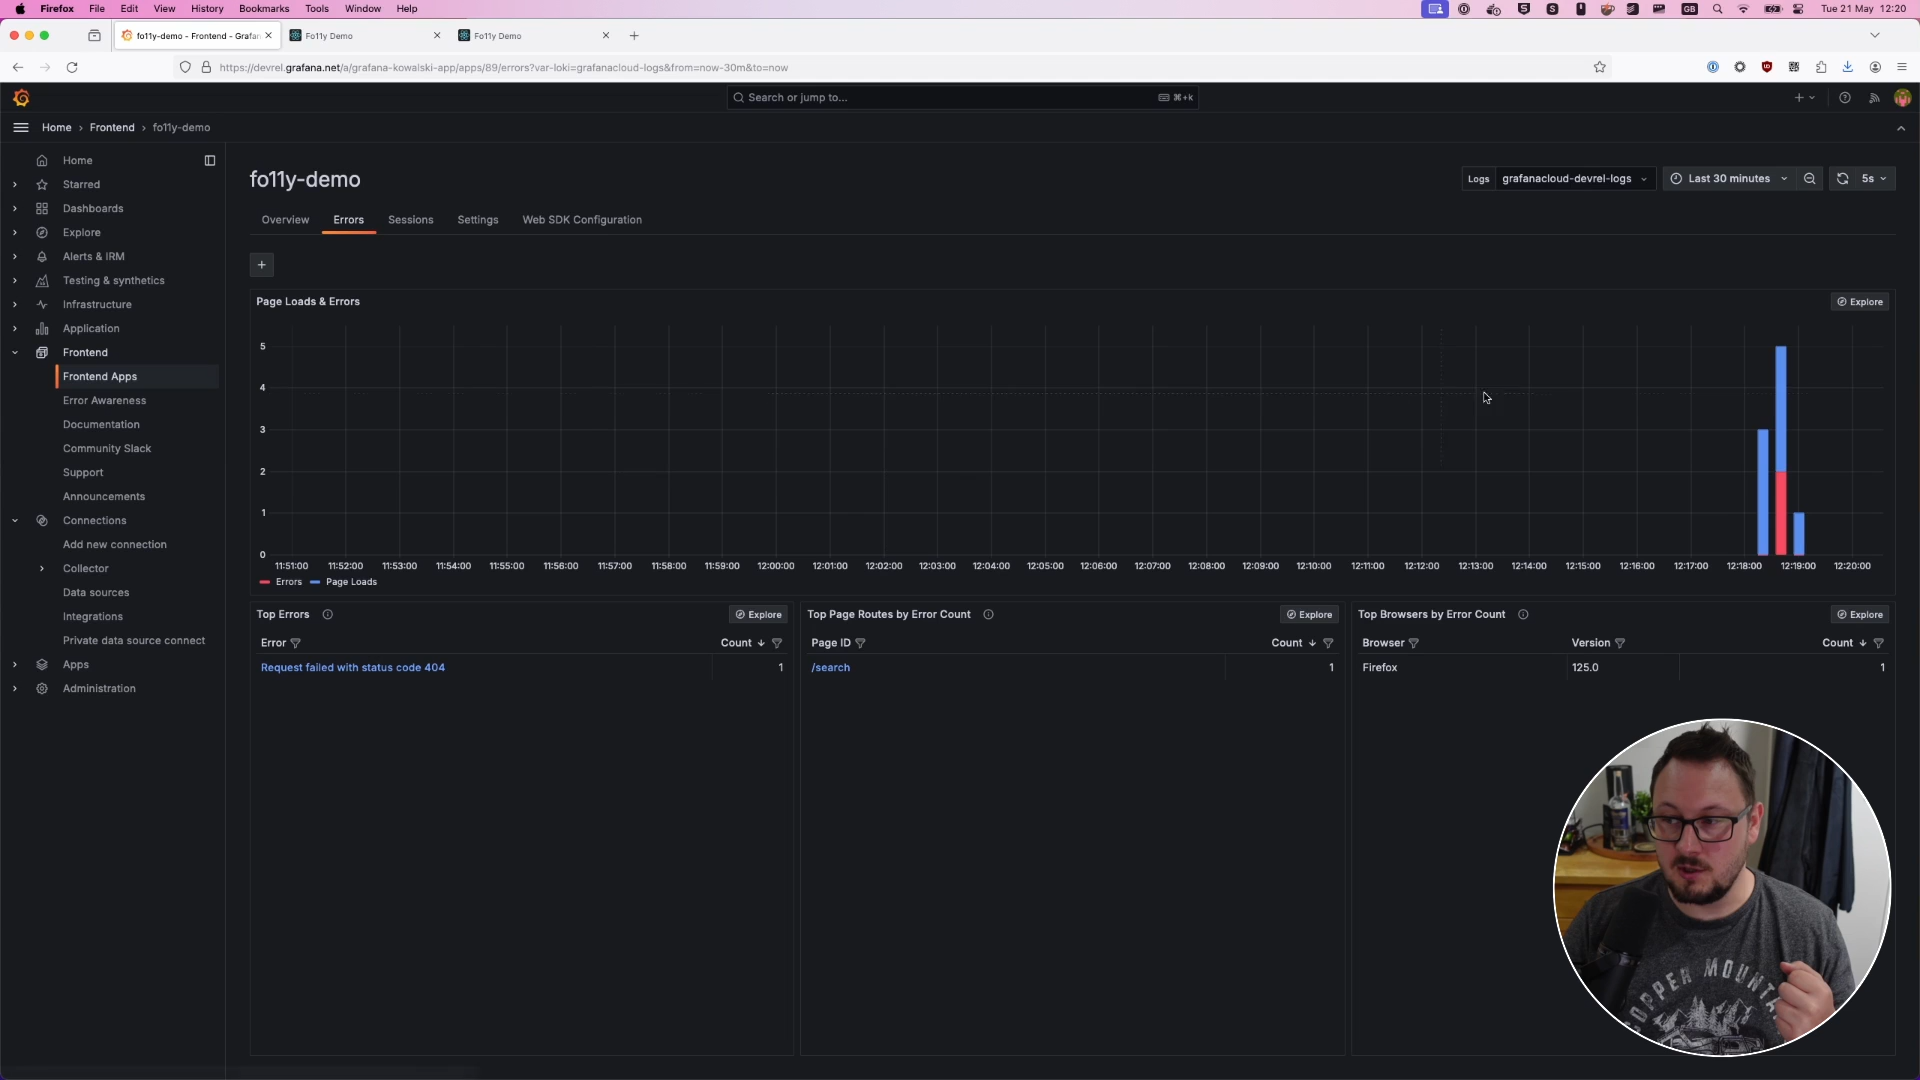 Firefox File Edit View History Bookmarks Tools Window Help GB Tue 21 May 12:20
fo11y-demo - Frontend - Grafan Fo11y Demo Fo11y Demo
https://devrel.grafana.net/a/grafana-kowalski-app/apps/89/errors?var-loki=grafanacloud-logs&from=now-30m&to=now
Search or jump to... ⌘+k
Home › Frontend › fo11y-demo
Home
Starred
Dashboards
Explore
Alerts & IRM
Testing & synthetics
Infrastructure
Application
Frontend
Frontend Apps
Error Awareness
Documentation
Community Slack
Support
Announcements
Connections
Add new connection
Collector
Data sources
Integrations
Private data source connect
Apps
Administration
fo11y-demo
Logs grafanacloud-devrel-logs Last 30 minutes 5s
Overview Errors Sessions Settings Web SDK Configuration
+
Page Loads & Errors Explore
5
4
3
2
1
0
11:51:00 11:52:00 11:53:00 11:54:00 11:55:00 11:56:00 11:57:00 11:58:00 11:59:00 12:00:00 12:01:00 12:02:00 12:03:00 12:04:00 12:05:00 12:06:00 12:07:00 12:08:00 12:09:00 12:10:00 12:11:00 12:12:00 12:13:00 12:14:00 12:15:00 12:16:00 12:17:00 12:18:00 12:19:00 12:20:00
Errors Page Loads
Top Errors Explore
Error Count
Request failed with status code 404 1
Top Page Routes by Error Count Explore
Page ID Count
/search 1
Top Browsers by Error Count Explore
Browser Version Count
Firefox 125.0 1